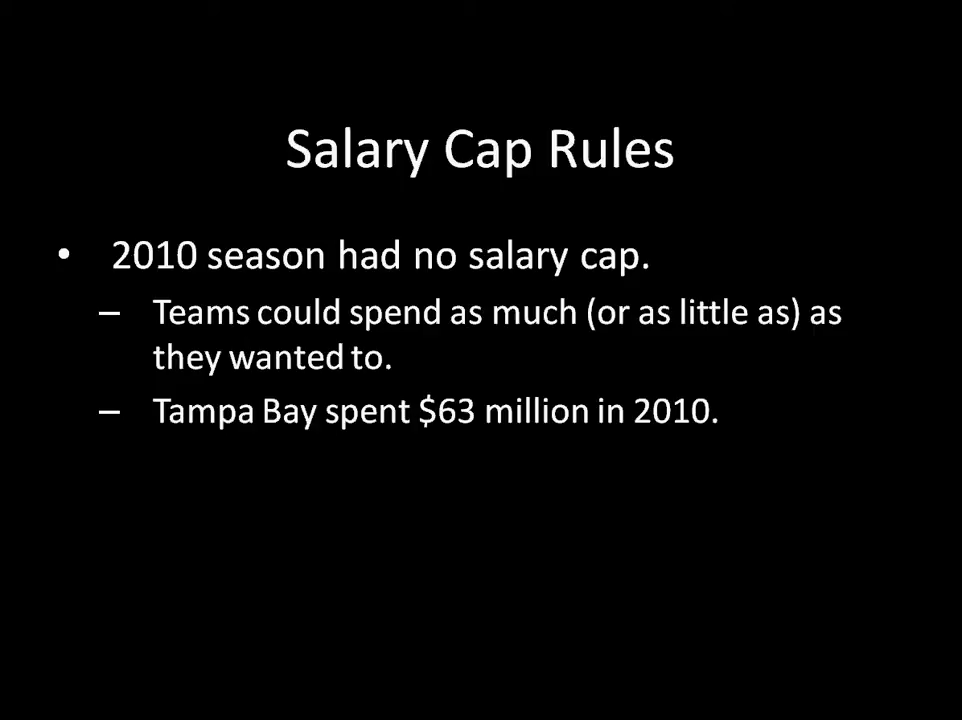 Salary Cap Rules
• 2010 season had no salary cap.
– Teams could spend as much (or as little as) as
they wanted to.
– Tampa Bay spent $63 million in 2010.